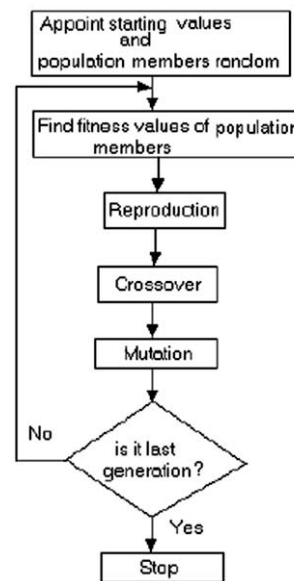 Appoint starting values
and
population members random
Find fitness values of population
members
Reproduction
Crossover
Mutation
No
is it last
generation?
Yes
Stop